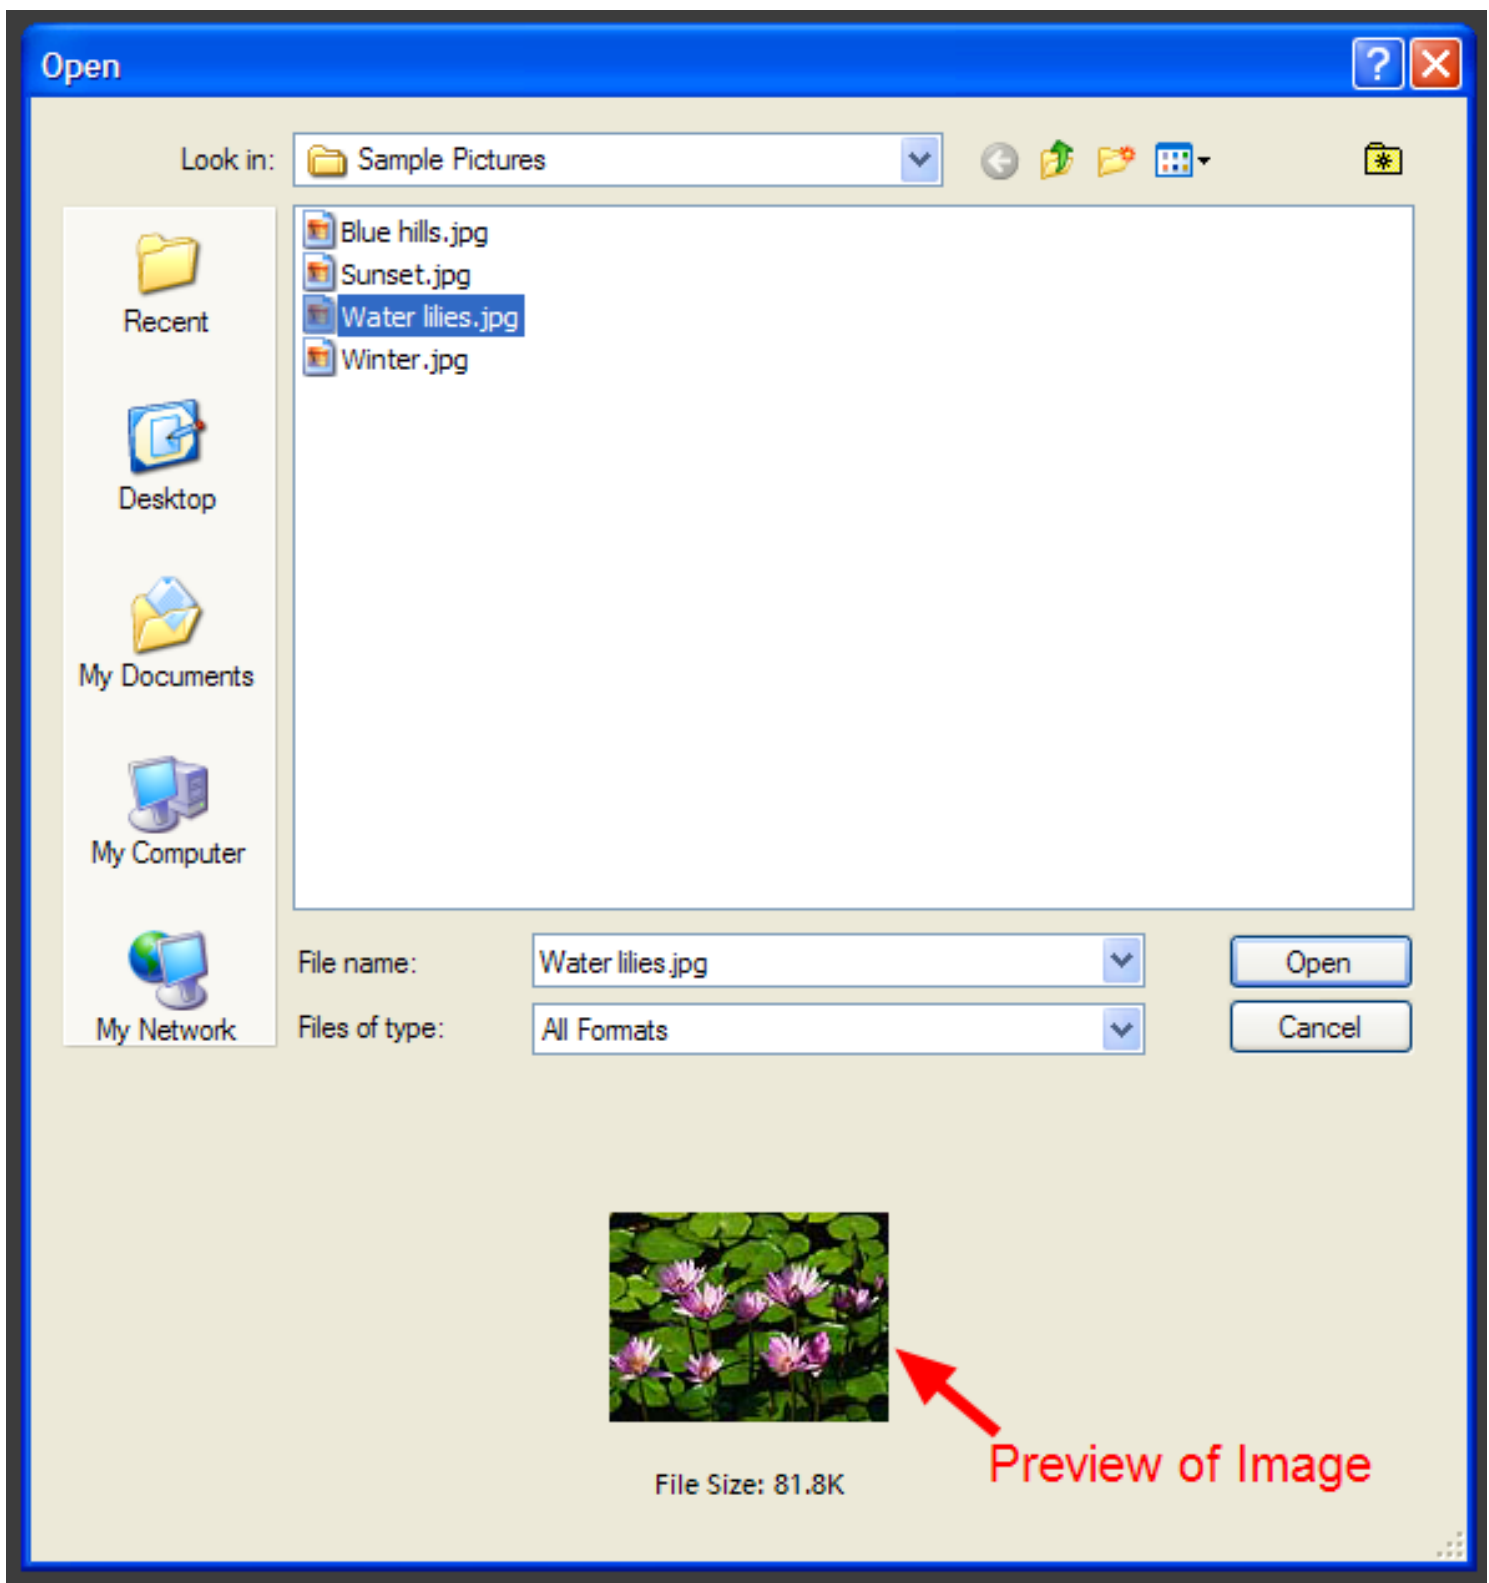 Open
Look in: Sample Pictures
Blue hills.jpg
Sunset.jpg
Water lilies.jpg
Winter.jpg
Recent
Desktop
My Documents
My Computer
My Network
File name: Water lilies.jpg Open
Files of type: All Formats Cancel
Preview of Image
File Size: 81.8K